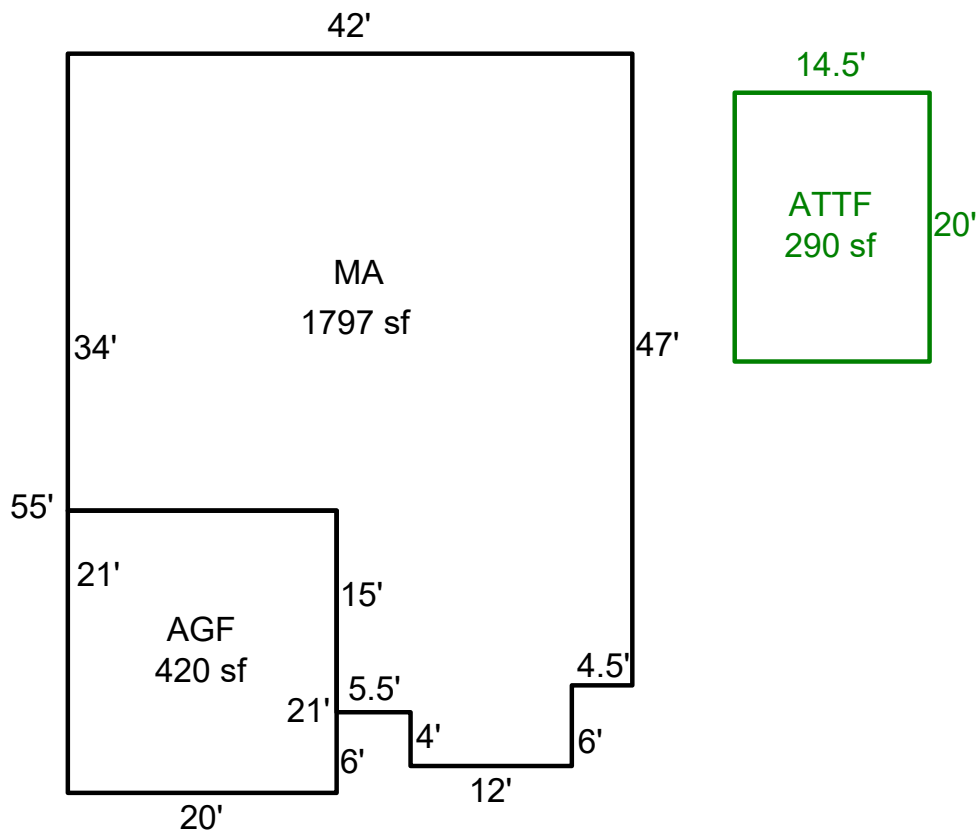 42'
14.5'
ATTF
290 sf
20'
MA
1797 sf
34'
47'
55'
21'
15'
AGF
420 sf
4.5'
5.5'
21'
4'
6'
6'
12'
20'